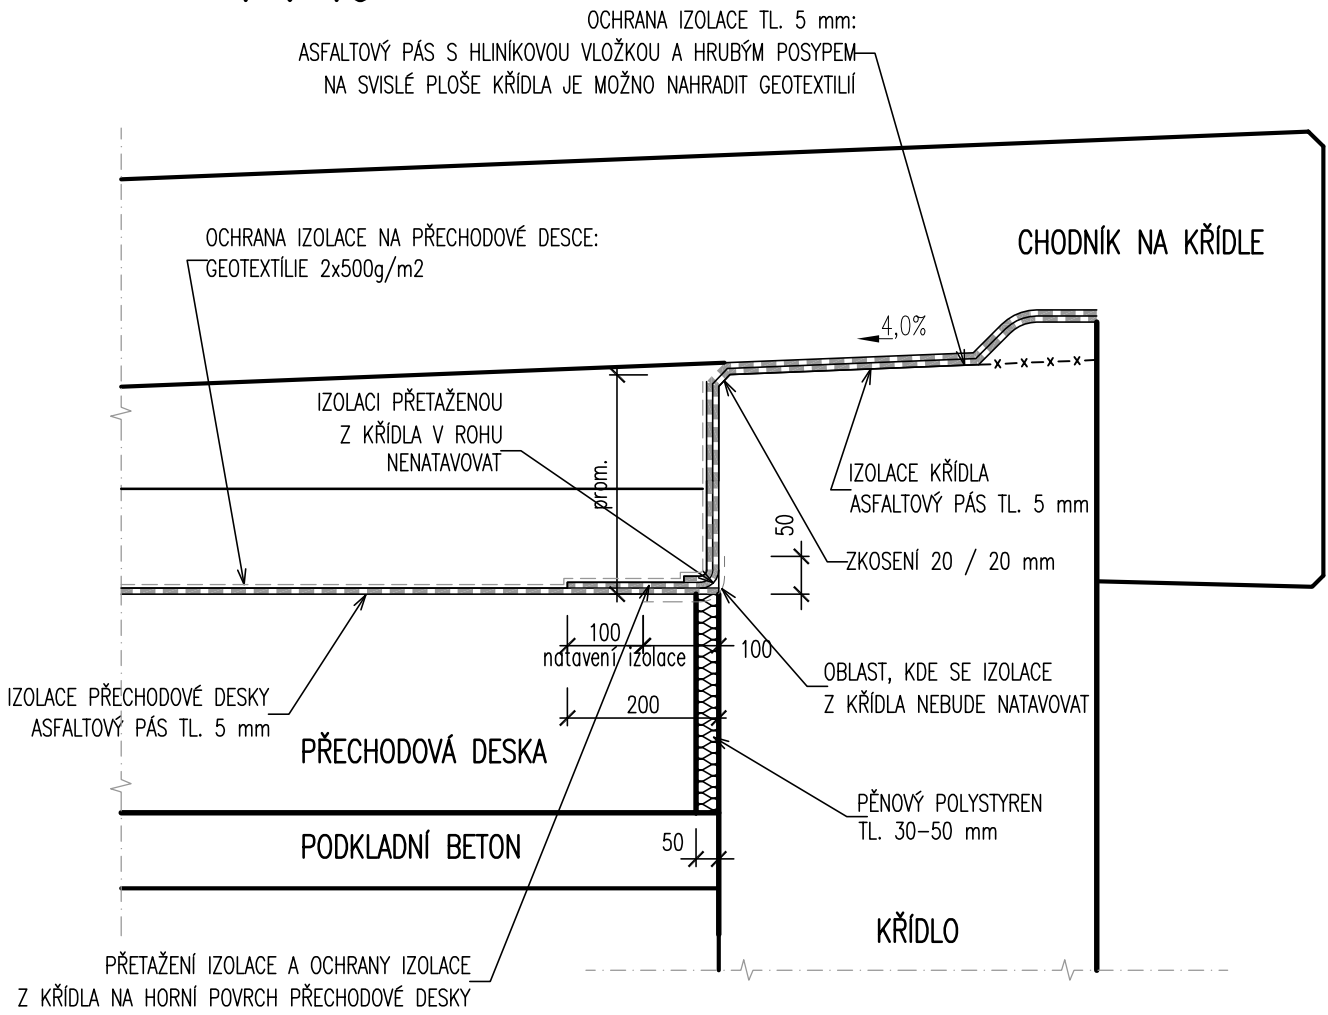 OCHRANA IZOLACE TL. 5 mm:
ASFALTOVÝ PÁS S HLINÍKOVOU VLOŽKOU A HRUBÝM POSYPEM
NA SVISLÉ PLOŠE KŘÍDLA JE MOŽNO NAHRADIT GEOTEXTILIÍ
OCHRANA IZOLACE NA PŘECHODOVÉ DESCE:
GEOTEXTÍLIE 2x500g/m2
CHODNÍK NA KŘÍDLE
4,0%
IZOLACI PŘETAŽENOU
Z KŘÍDLA V ROHU
NENATAVOVAT
prom.
IZOLACE KŘÍDLA
ASFALTOVÝ PÁS TL. 5 mm
50
ZKOSENÍ 20 / 20 mm
100
natavení izolace
100
200
OBLAST, KDE SE IZOLACE
Z KŘÍDLA NEBUDE NATAVOVAT
IZOLACE PŘECHODOVÉ DESKY
ASFALTOVÝ PÁS TL. 5 mm
PŘECHODOVÁ DESKA
PĚNOVÝ POLYSTYREN
TL. 30-50 mm
PODKLADNÍ BETON
50
KŘÍDLO
PŘETAŽENÍ IZOLACE A OCHRANY IZOLACE
Z KŘÍDLA NA HORNÍ POVRCH PŘECHODOVÉ DESKY